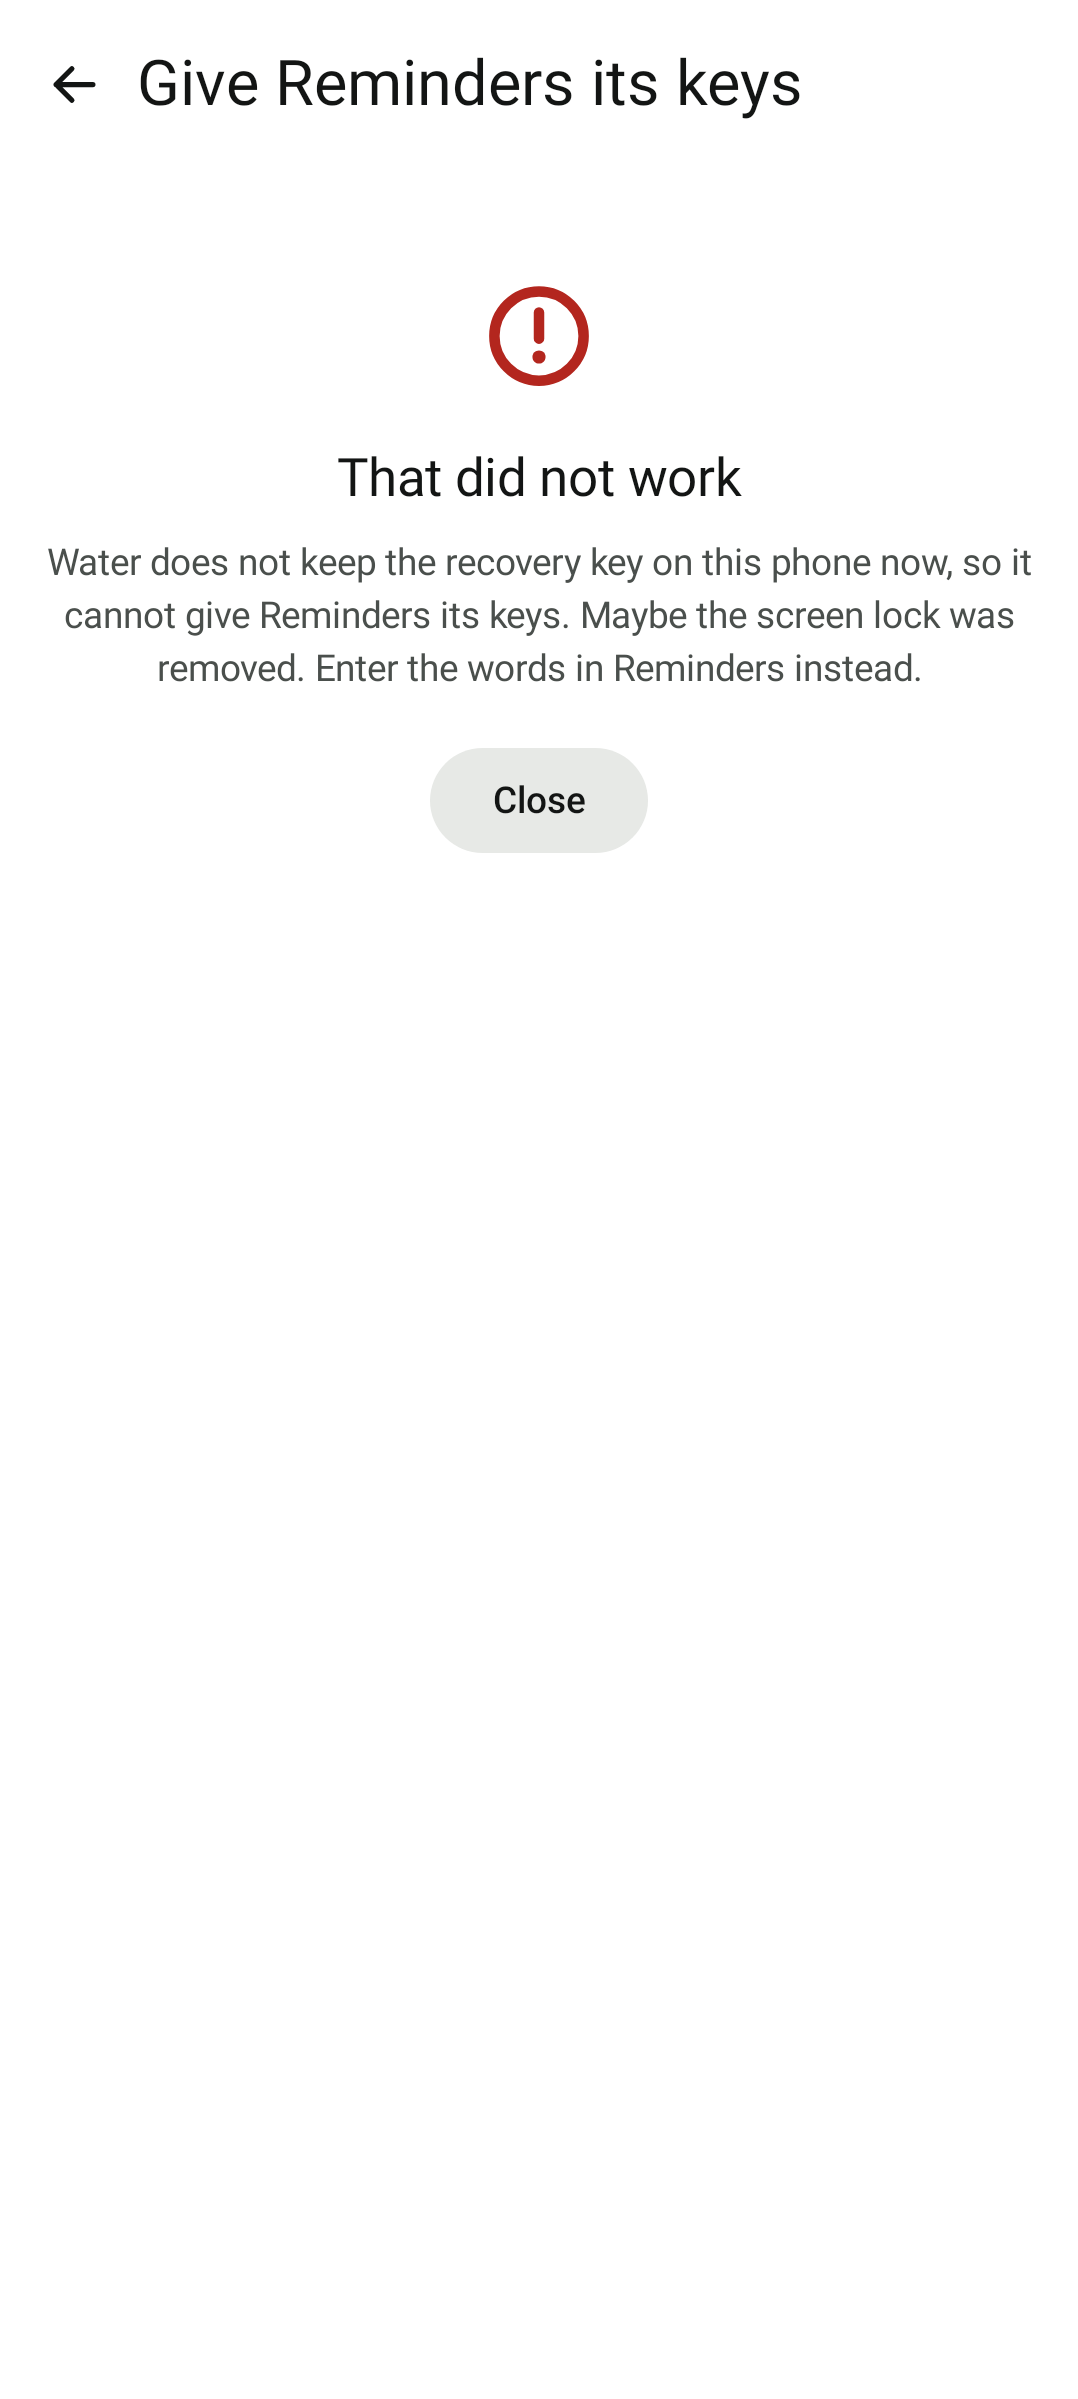 Give Reminders its keys
That did not work
Water does not keep the recovery key on this phone now, so it
cannot give Reminders its keys. Maybe the screen lock was
removed. Enter the words in Reminders instead.
Close